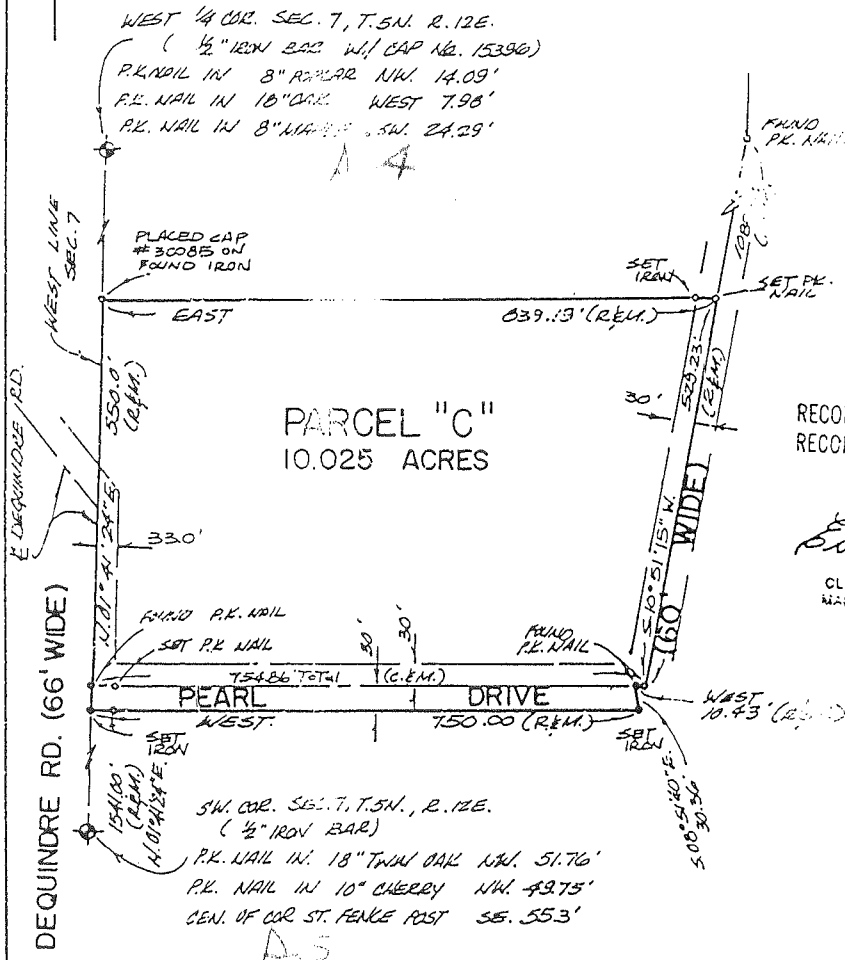 WEST 1/4 COR. SEC. 7, T.5N. R.12E.
( 1/2" IRON BAR W/ CAP NO. 15396)
P.K. NAIL IN 8" NW. 14.09'
P.K. NAIL IN 18" OAK WEST 7.98'
P.K. NAIL IN 8" SW. 24.29'
A 4
FOUND
P.K. NAIL
WEST LINE
SEC. 7
PLACED CAP
#30085 ON
FOUND IRON
SET
IRON
SET P.K.
NAIL
EAST
839.13' (R.&M.)
550.0'
(R.&M.)
529.23'
(R.&M.)
30'
PARCEL "C"
10.025 ACRES
℄ DEQUINDRE RD.
N. 01° 41' 24" E.
33.0'
S. 10° 51' 15" W.
(60' WIDE)
FOUND P.K. NAIL
SET P.K. NAIL
30'
30'
FOUND
P.K. NAIL
754.86' TOTAL (C.&M.)
PEARL DRIVE
WEST. 750.00 (R.&M.)
WEST
10.43'
SET
IRON
SET
IRON
S. 08° 51' 40" E.
30.36
DEQUINDRE RD. (66' WIDE)
1541.00'
(R.&M.)
N. 01° 41' 24" E.
SW. COR. SEC. 7, T.5N., R.12E.
( 1/2" IRON BAR)
P.K. NAIL IN 18" TWIN OAK NW. 51.76'
P.K. NAIL IN 10" CHERRY NW. 49.75'
CEN. OF COR ST. FENCE POST SE. 55.3'
A 5